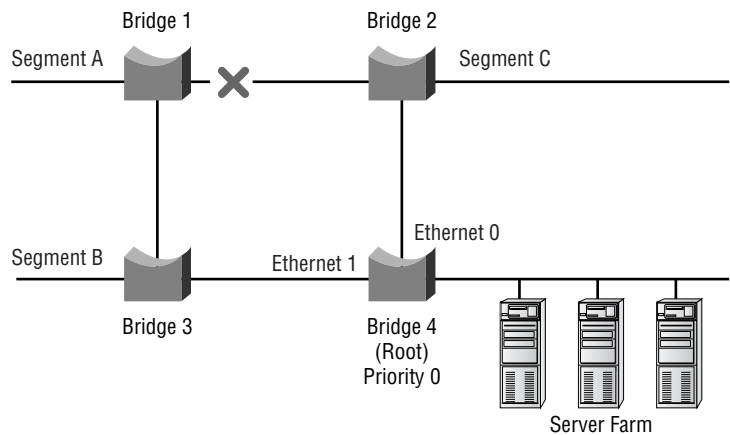 Bridge 1
Bridge 2
Segment A
Segment C
Ethernet 0
Segment B
Ethernet 1
Bridge 3
Bridge 4
(Root)
Priority 0
Server Farm